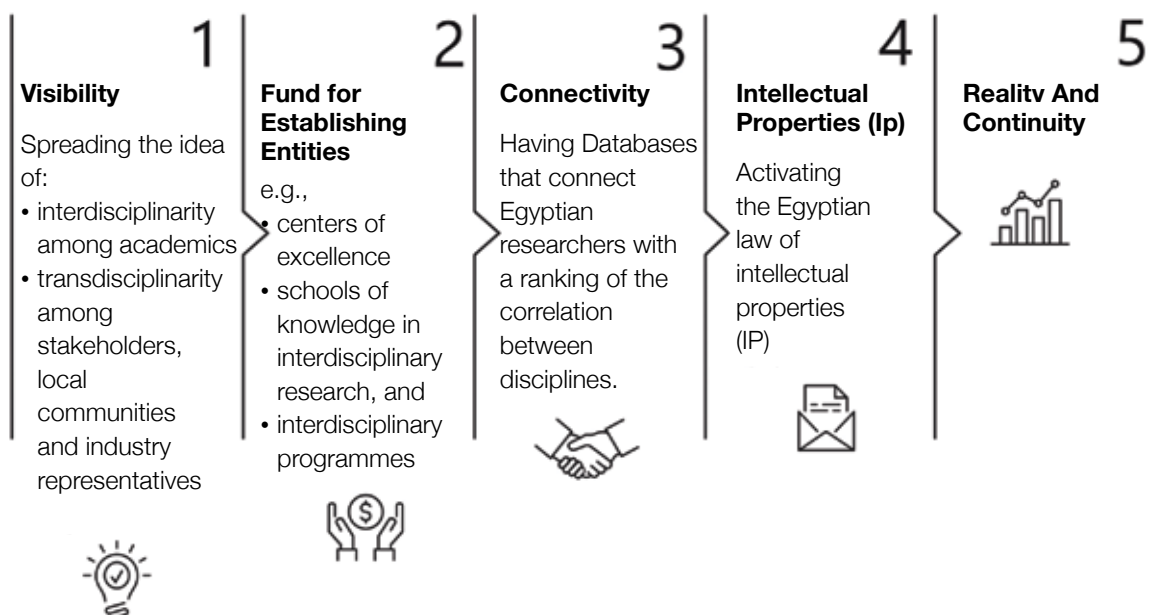 1
Visibility
Spreading the idea
of:
• interdisciplinarity
among academics
• transdisciplinarity
among
stakeholders,
local
communities
and industry
representatives
2
Fund for
Establishing
Entities
e.g.,
• centers of
excellence
• schools of
knowledge in
interdisciplinary
research, and
• interdisciplinary
programmes
$
3
Connectivity
Having Databases
that connect
Egyptian
researchers with
a ranking of the
correlation
between
disciplines.
4
Intellectual
Properties (Ip)
Activating
the Egyptian
law of
intellectual
properties
(IP)
5
Reality And
Continuity